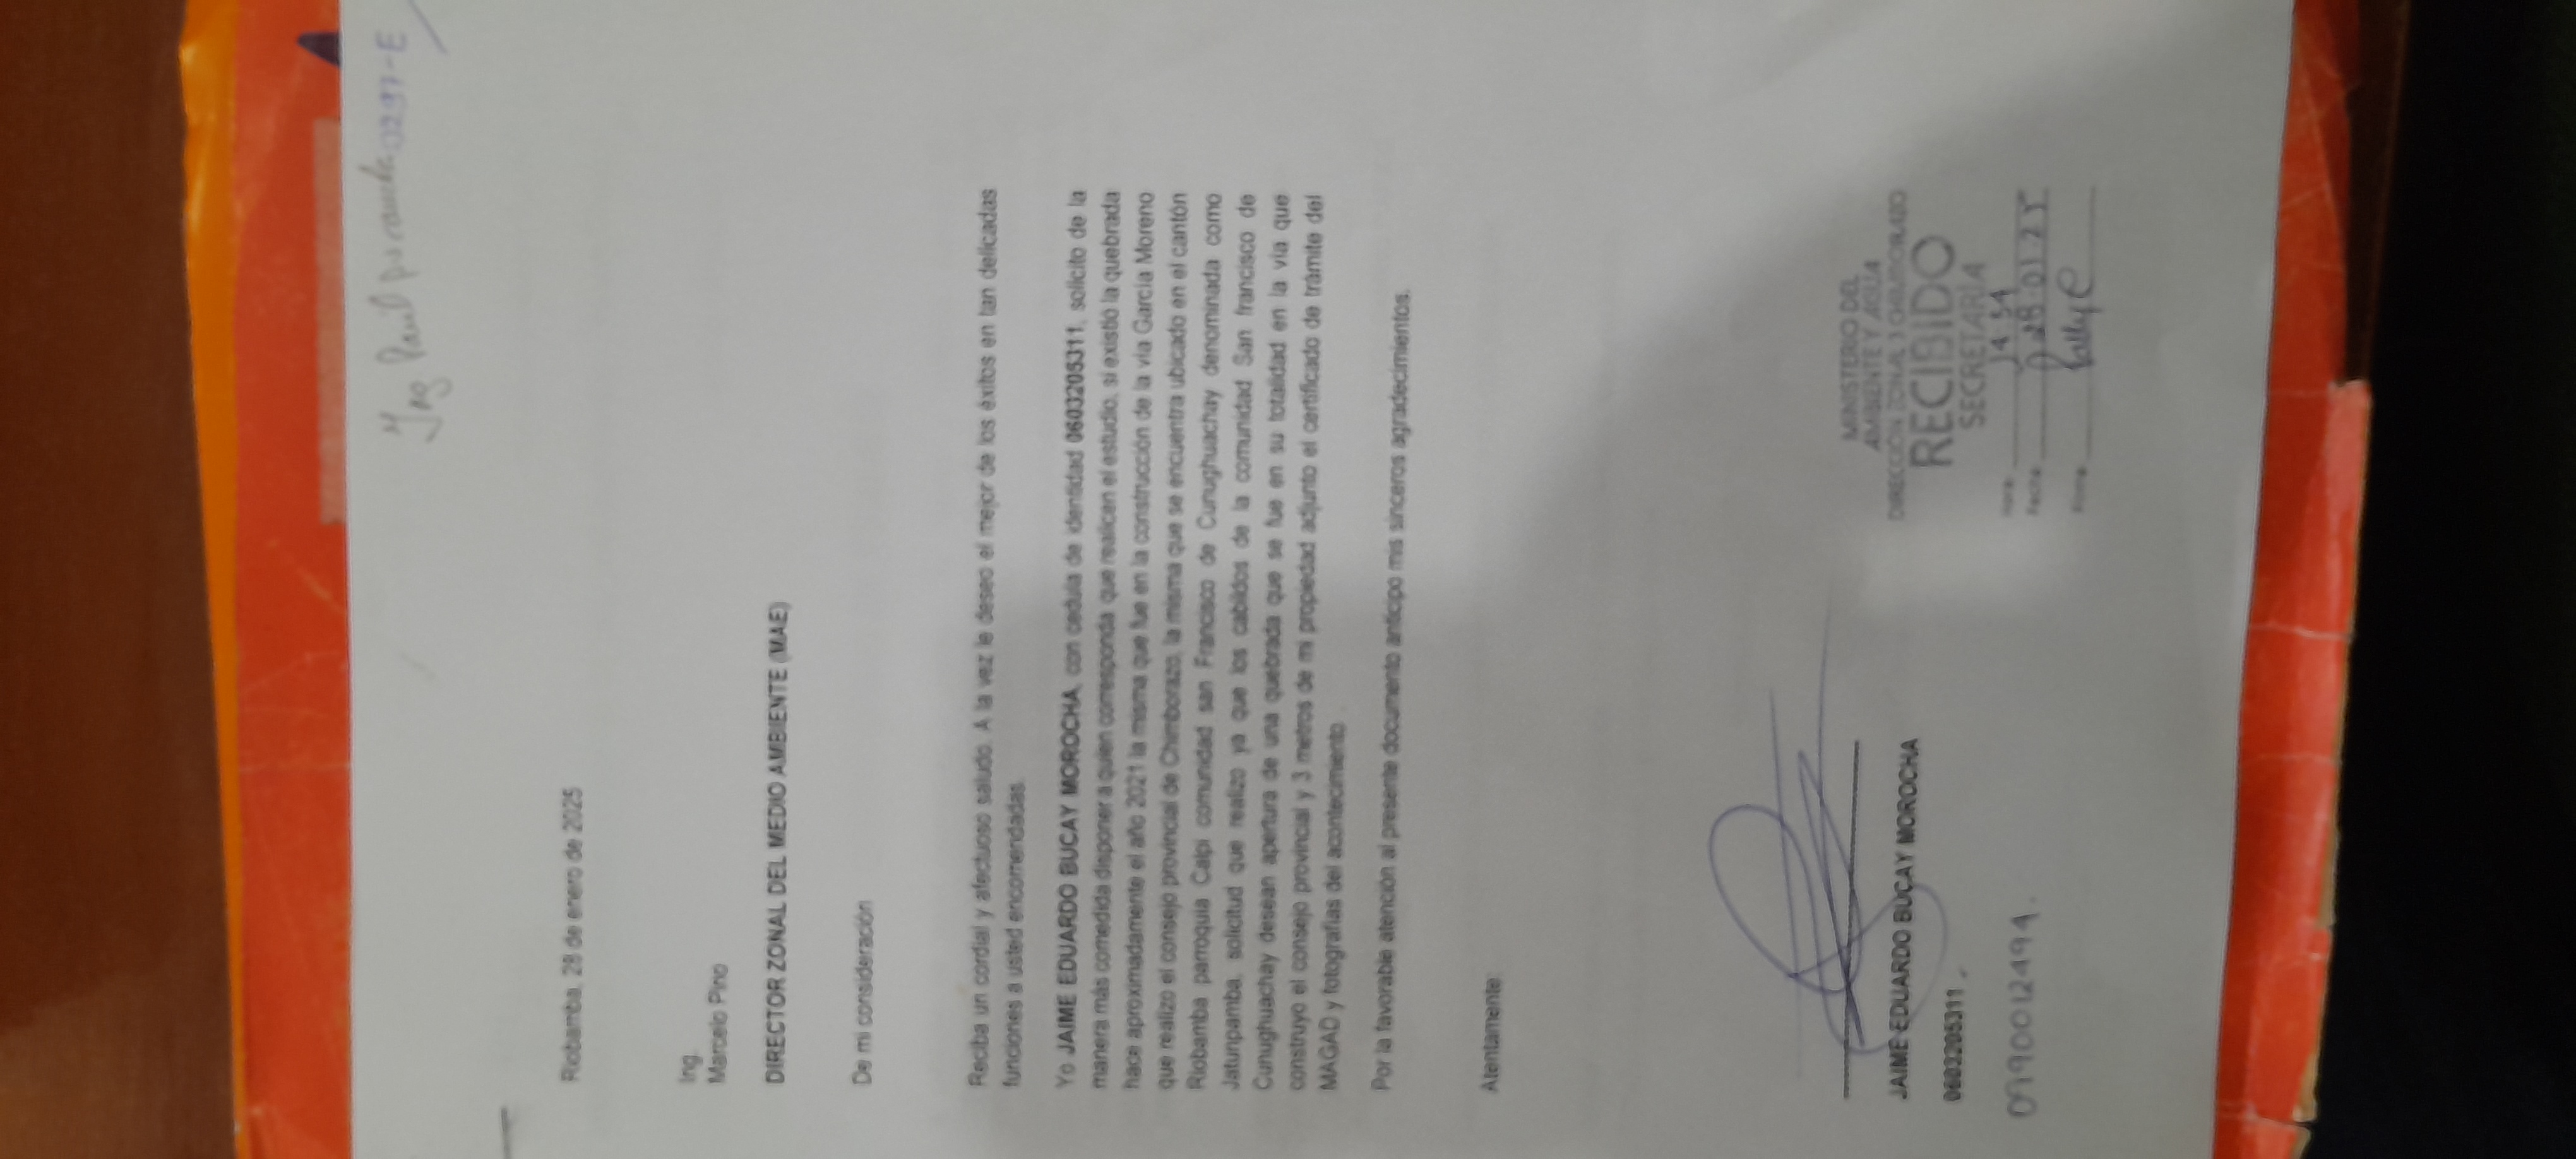 Ing Paúl 0297-E
Riobamba, 28 de enero de 2025
Ing.
Marcelo Pino
DIRECTOR ZONAL DEL MEDIO AMBIENTE (MAE)
De mi consideración
Reciba un cordial y afectuoso saludo. A la vez le deseo el mejor de los éxitos en tan delicadas
funciones a usted encomendadas.
Yo JAIME EDUARDO BUCAY MOROCHA, con cedula de identidad 0603205311, solicito de la
manera más comedida disponer a quien corresponda que realicen el estudio, si existió la quebrada
hace aproximadamente el año 2021 la misma que fue en la construcción de la vía García Moreno
que realizo el consejo provincial de Chimborazo, la misma que se encuentra ubicado en el cantón
Riobamba parroquia Calpi comunidad san Francisco de Cunughuachay denominada como
Jatunpamba, solicitud que realizo ya que los cabildos de la comunidad San francisco de
Cunughuachay desean apertura de una quebrada que se fue en su totalidad en la vía que
construyo el consejo provincial y 3 metros de mi propiedad adjunto el certificado de trámite del
MAGAD y fotografías del acontecimiento.
Por la favorable atención al presente documento anticipo mis sinceros agradecimientos.
Atentamente:
JAIME EDUARDO BUCAY MOROCHA
0603205311
0990012494.
MINISTERIO DEL
AMBIENTE Y AGUA
DIRECCIÓN ZONAL 3 CHIMBORAZO
RECIBIDO
SECRETARÍA
Hora: 14:54
Fecha: 28-01-25
Firma: